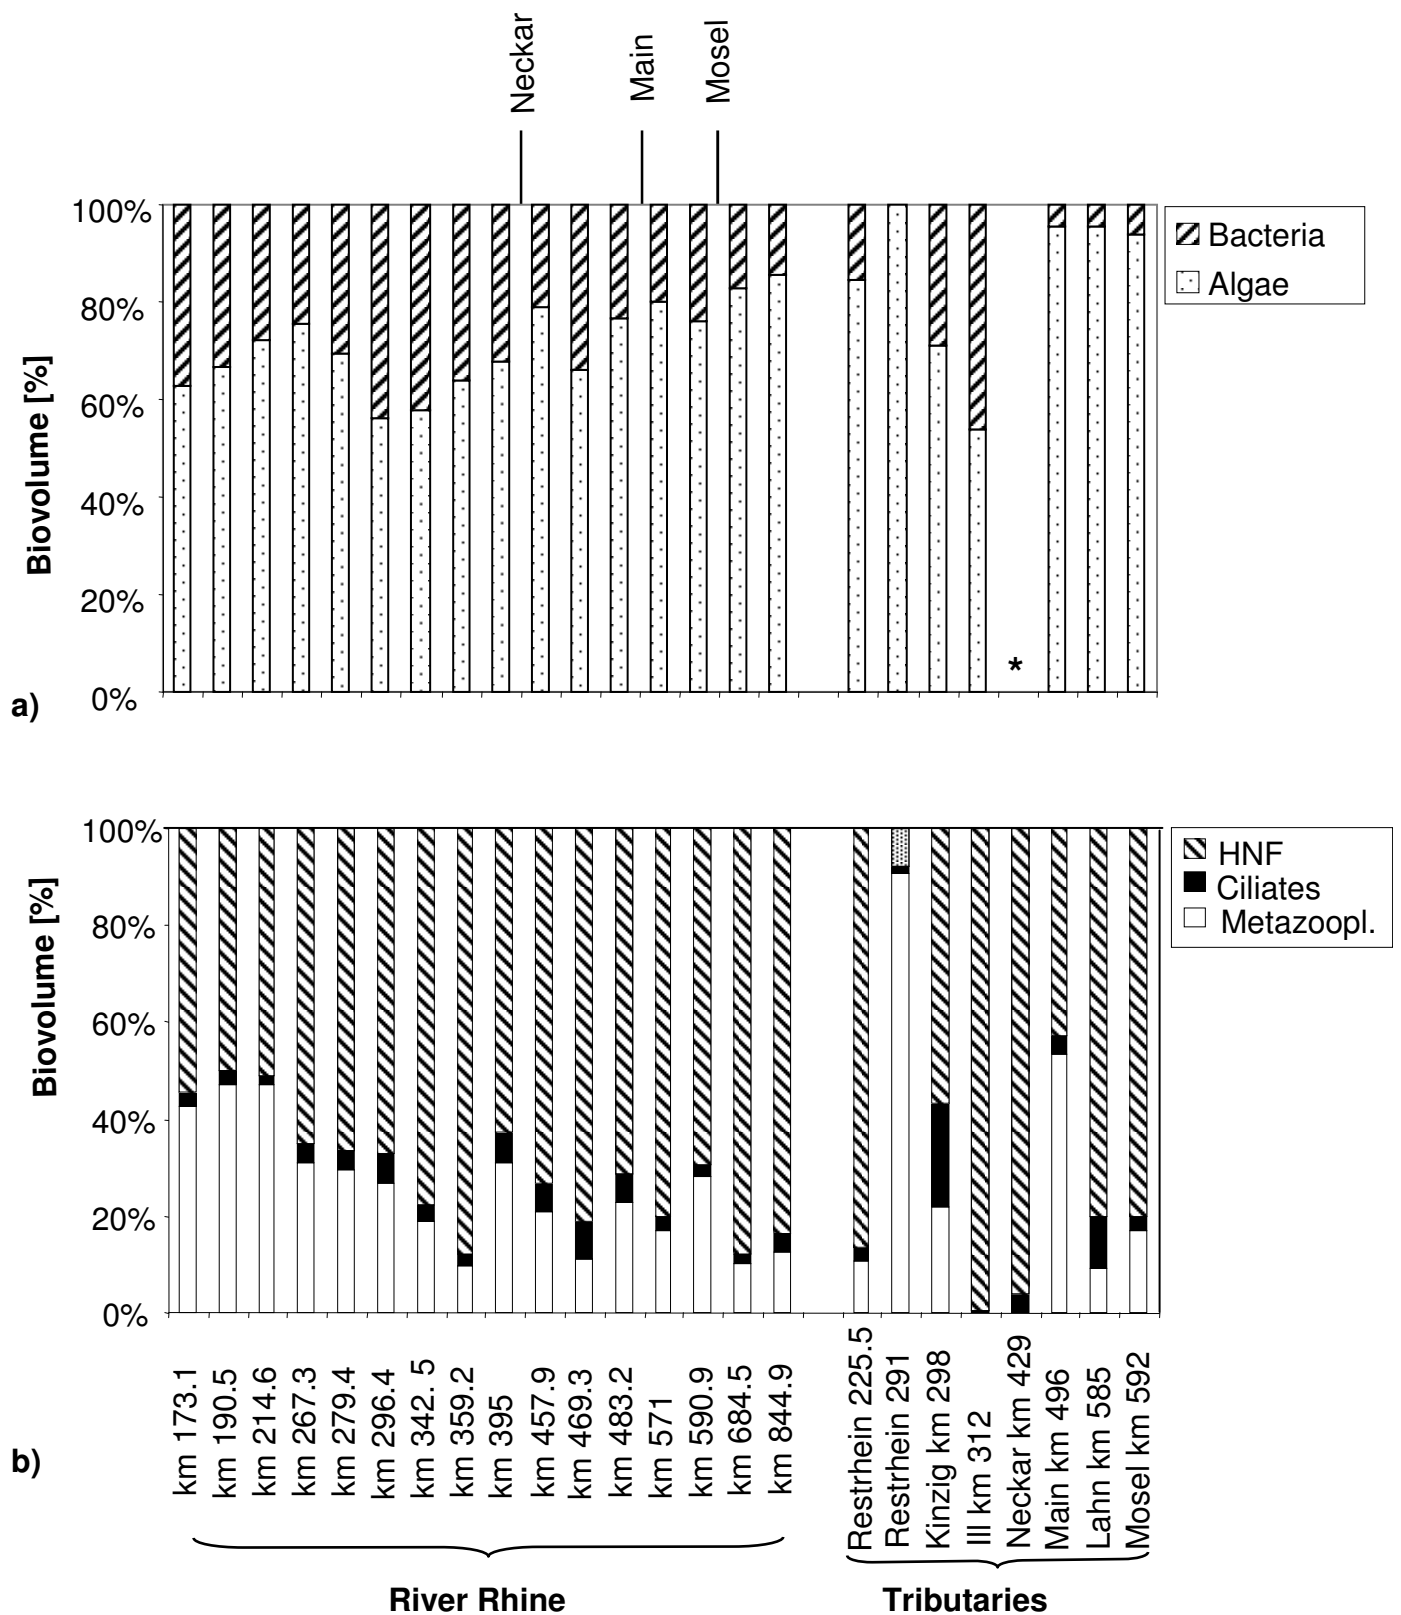 Neckar
Main
Mosel
100%
80%
60%
40%
20%
0%
Biovolume [%]
a)
*
Bacteria
Algae
100%
80%
60%
40%
20%
0%
Biovolume [%]
b)
HNF
Ciliates
Metazoopl.
km 173.1
km 190.5
km 214.6
km 267.3
km 279.4
km 296.4
km 342. 5
km 359.2
km 395
km 457.9
km 469.3
km 483.2
km 571
km 590.9
km 684.5
km 844.9
Restrhein 225.5
Restrhein 291
Kinzig km 298
Ill km 312
Neckar km 429
Main km 496
Lahn km 585
Mosel km 592
River Rhine
Tributaries